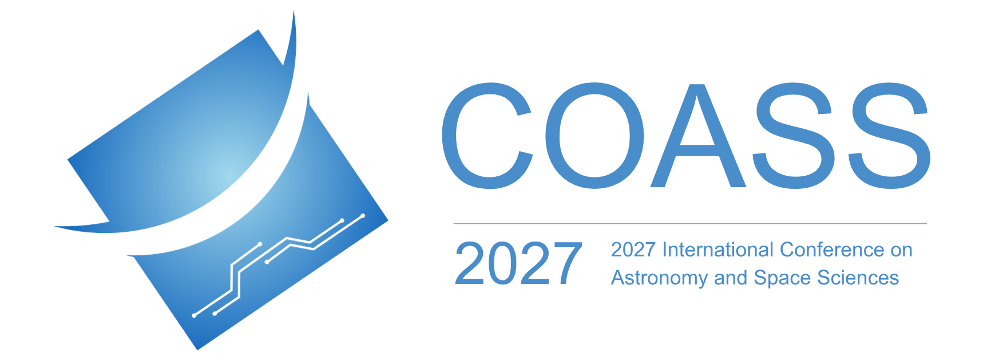 COASS
2027
2027 International Conference on
Astronomy and Space Sciences